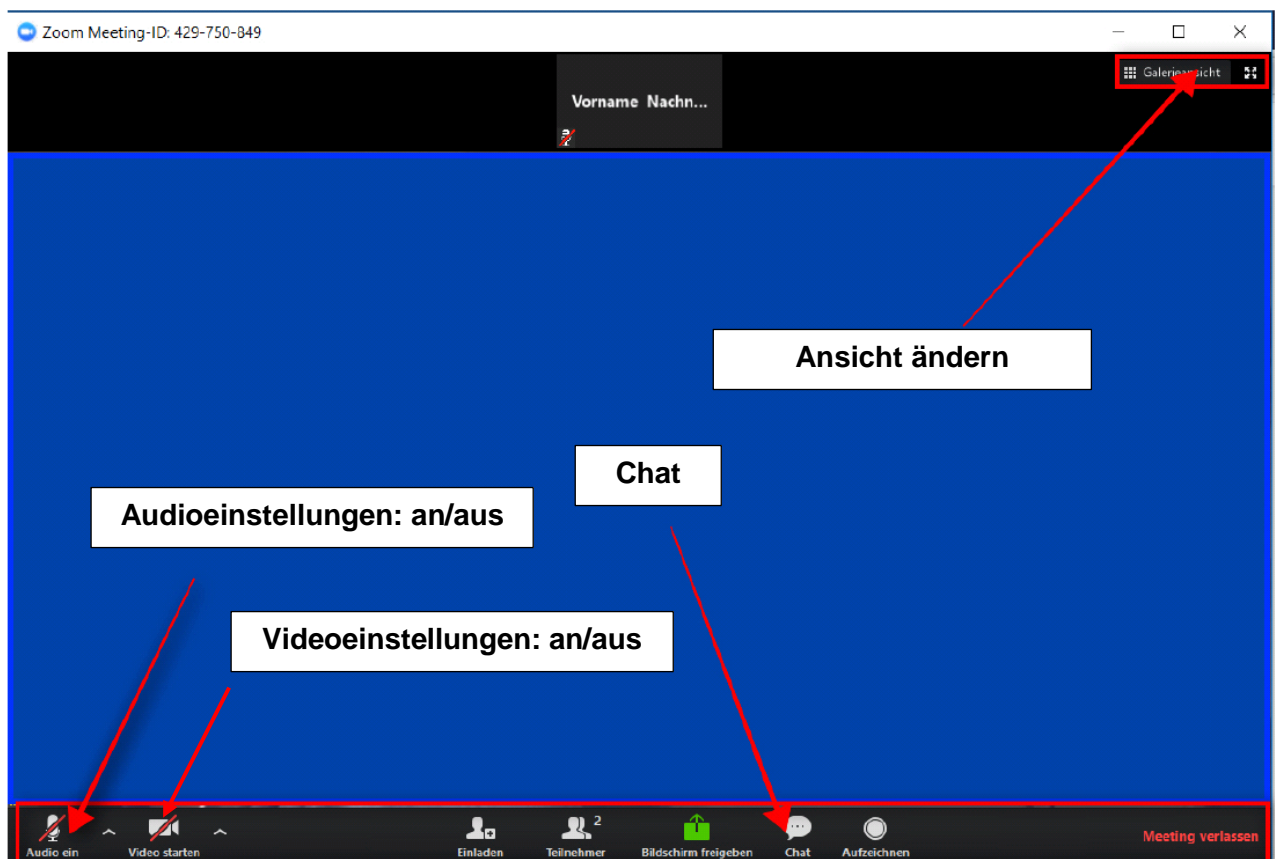 Zoom Meeting-ID: 429-750-849
Galerieansicht
Vorname Nachn...
Ansicht ändern
Chat
Audioeinstellungen: an/aus
Videoeinstellungen: an/aus
2
Audio ein Video starten Einladen Teilnehmer Bildschirm freigeben Chat Aufzeichnen Meeting verlassen